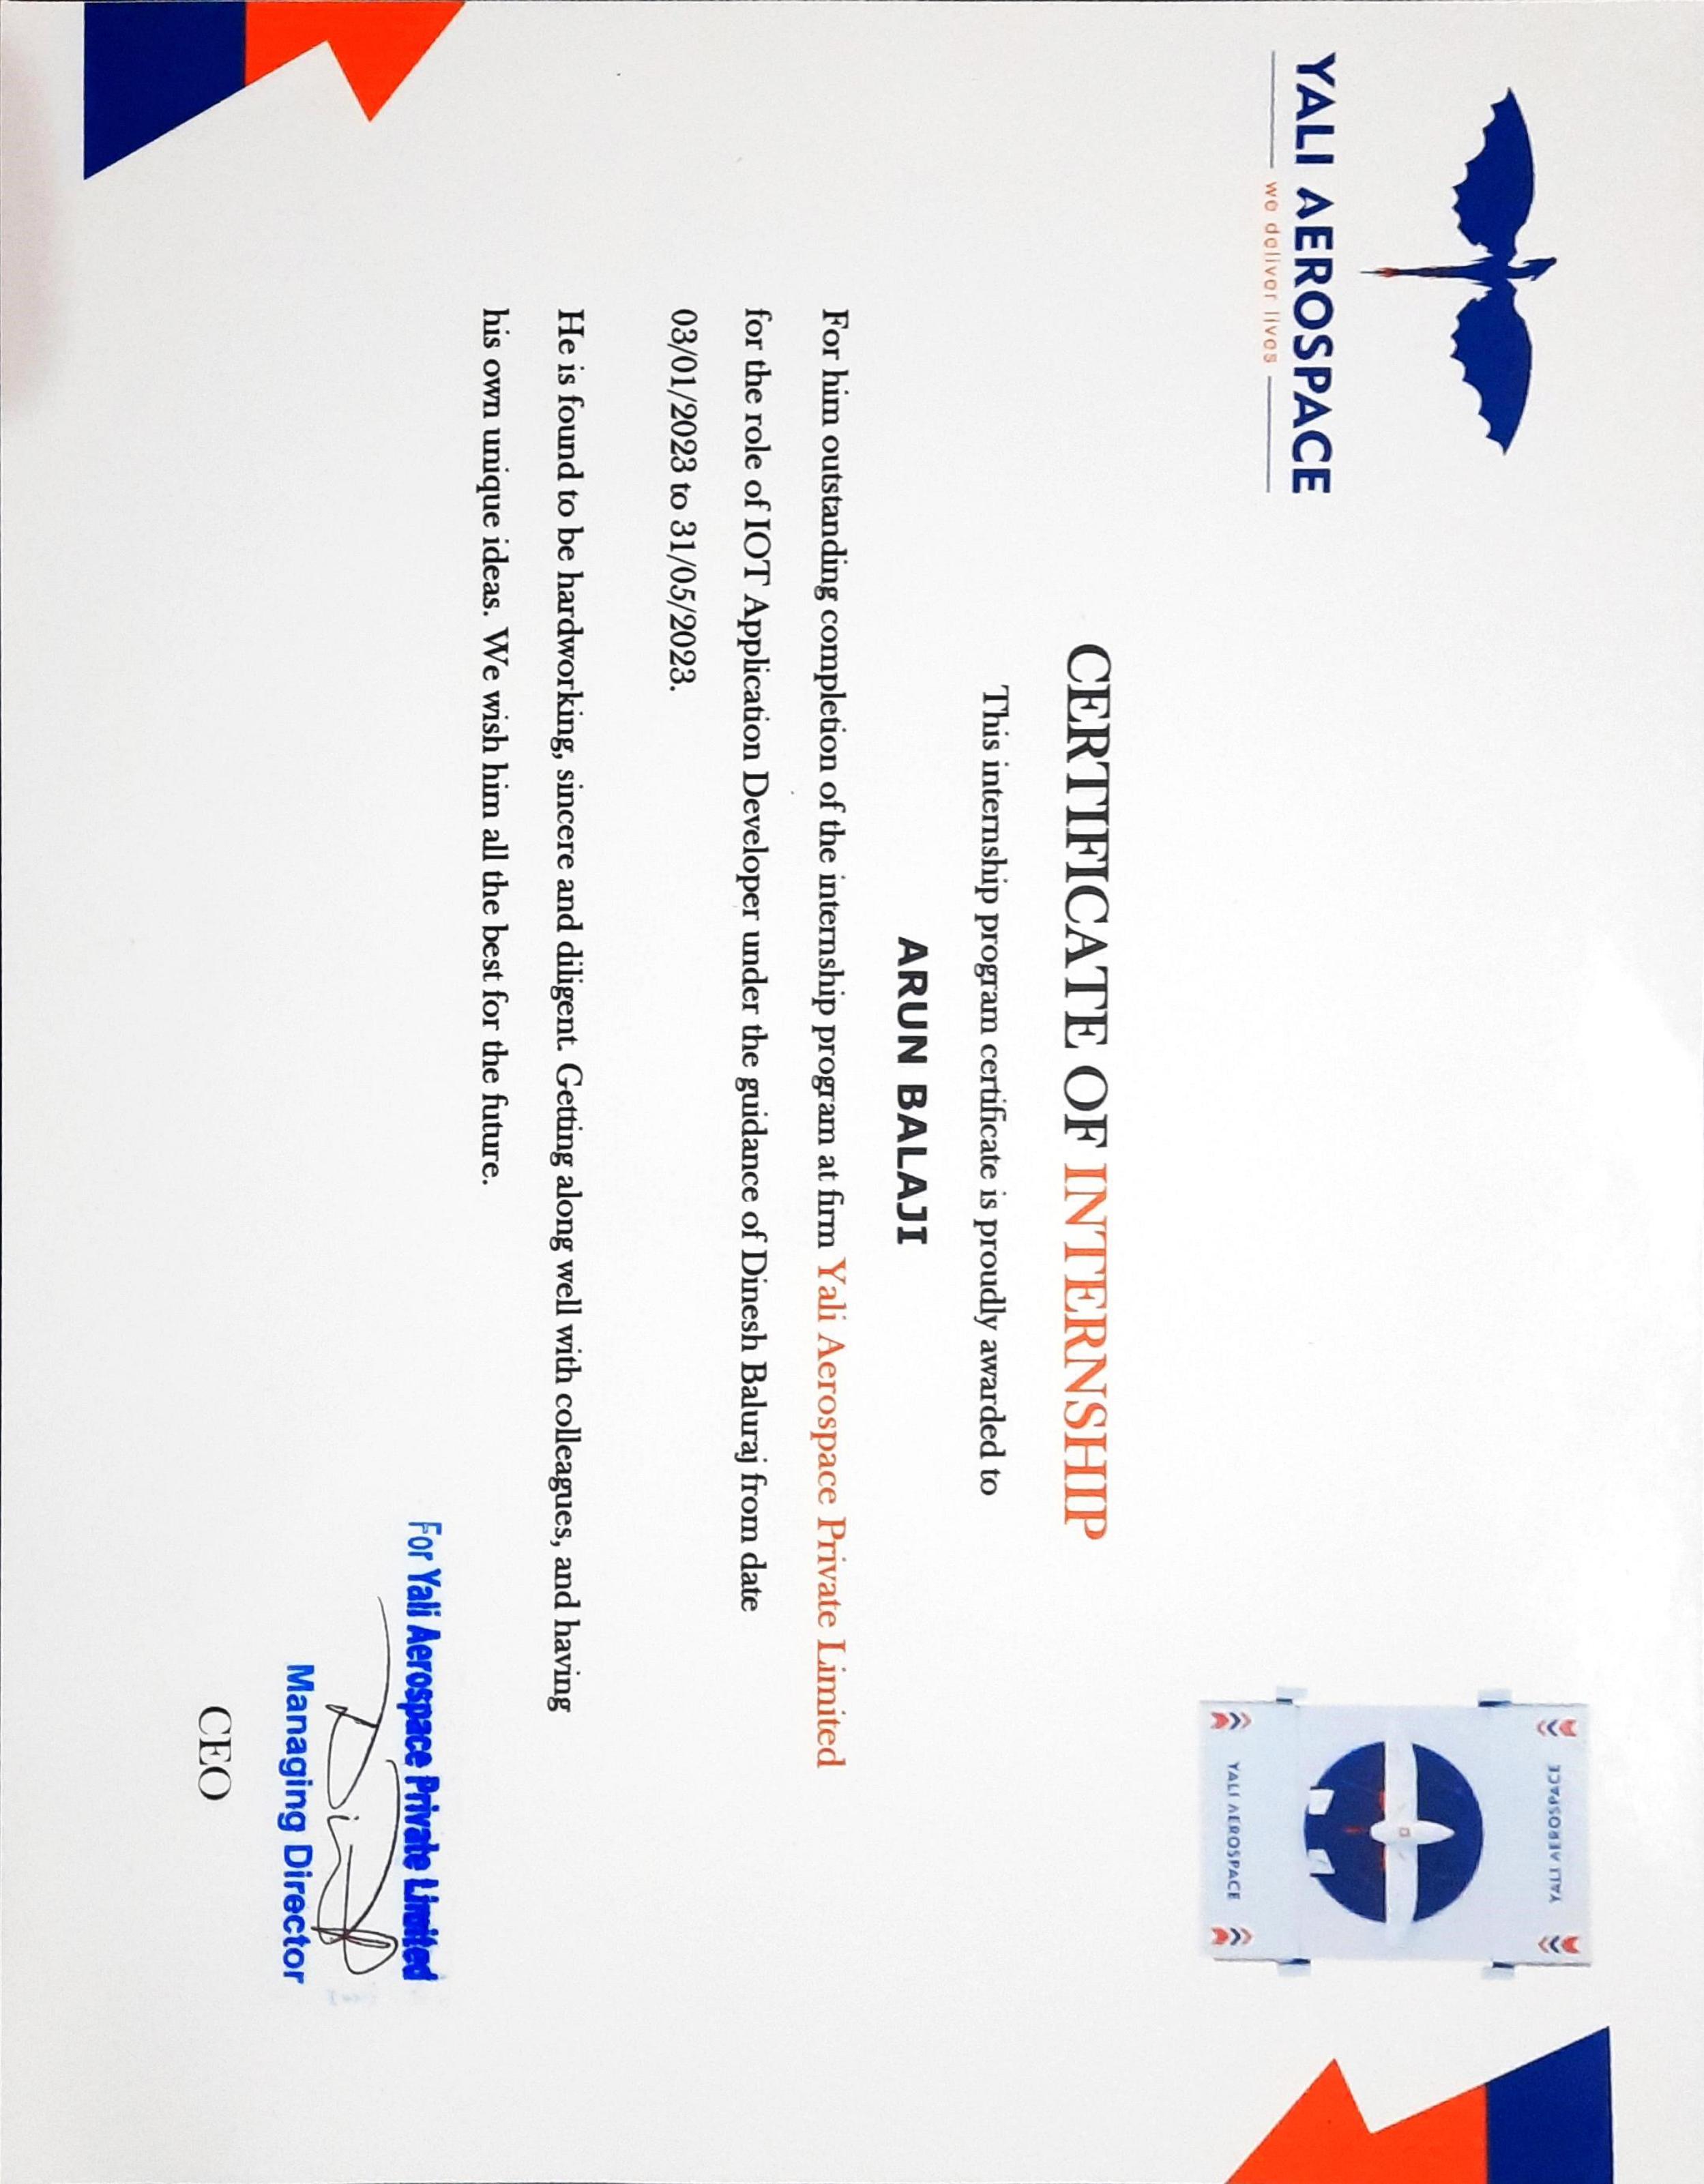 YALI AEROSPACE
we deliver lives
YALI AEROSPACE
YALI AEROSPACE
CERTIFICATE OF INTERNSHIP
This internship program certificate is proudly awarded to
ARUN BALAJI
For him outstanding completion of the internship program at firm Yali Aerospace Private Limited
for the role of IOT Application Developer under the guidance of Dinesh Baluraj from date
03/01/2023 to 31/05/2023.
He is found to be hardworking, sincere and diligent. Getting along well with colleagues, and having
his own unique ideas. We wish him all the best for the future.
For Yali Aerospace Private Limited
Managing Director
CEO